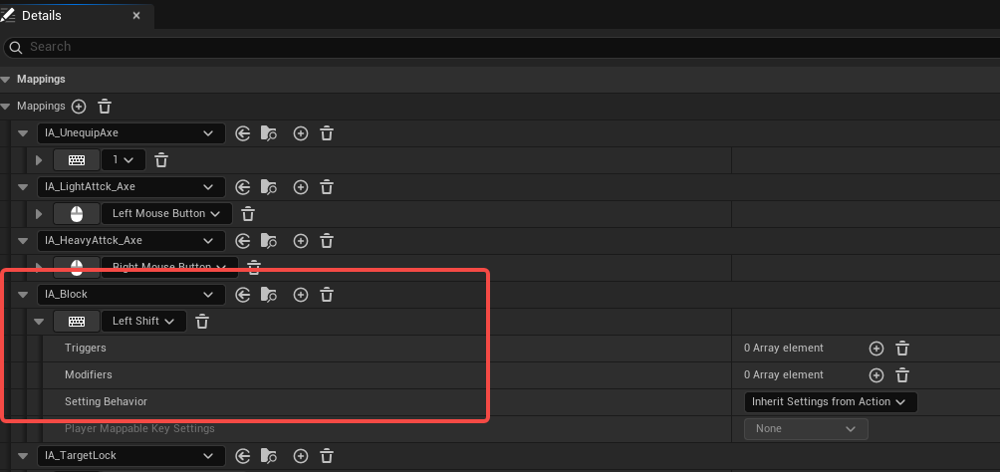 Details
Search
Mappings
Mappings
IA_UnequipAxe
1
IA_LightAttck_Axe
Left Mouse Button
IA_HeavyAttck_Axe
Right Mouse Button
IA_Block
Left Shift
Triggers 0 Array element
Modifiers 0 Array element
Setting Behavior Inherit Settings from Action
Player Mappable Key Settings None
IA_TargetLock